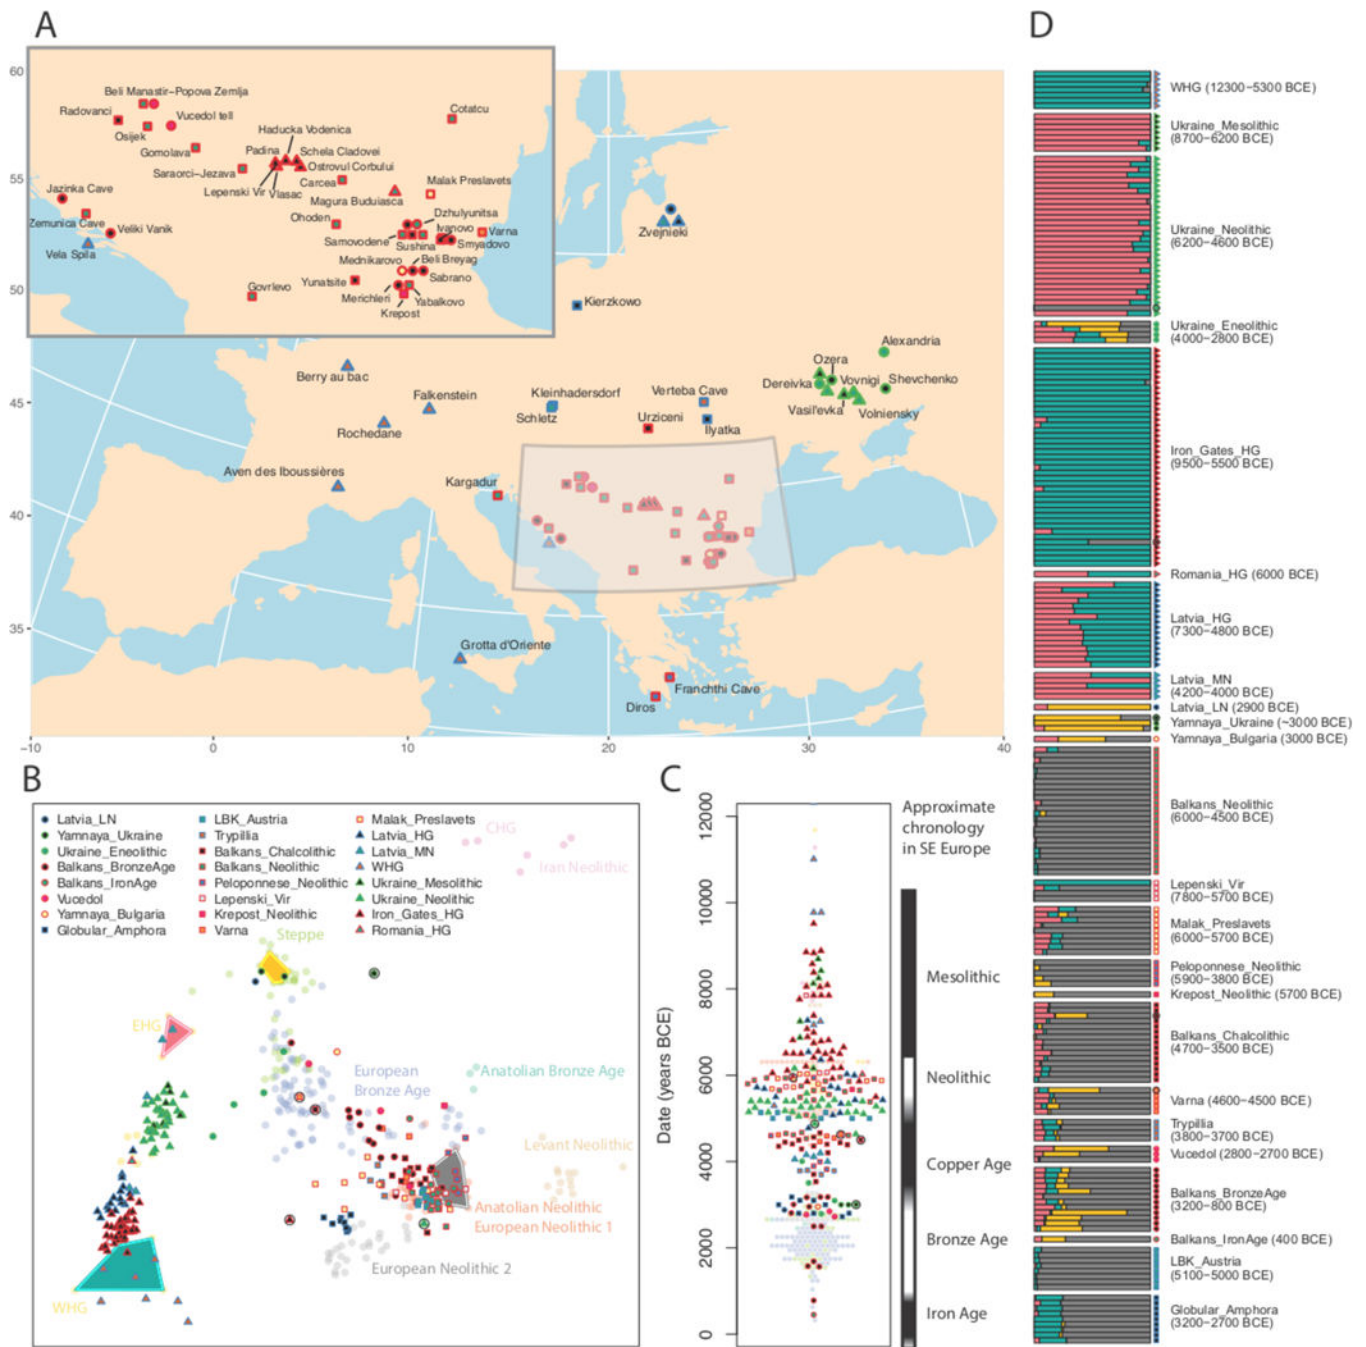 A
60
55
50
45
40
35
−10
0
10
20
30
40
Beli Manastir−Popova Zemlja
Radovanci
Vucedol tell
Osijek
Gomolava
Haducka Vodenica
Padina
Schela Cladovei
Ostrovul Corbului
Saraorci−Jezava
Lepenski Vir
Vlasac
Carcea
Magura Buduiasca
Cotatcu
Malak Preslavets
Jazinka Cave
Zemunica Cave
Veliki Vanik
Vela Spila
Ohoden
Dzhulyunitsa
Ivanovo
Varna
Samovodene
Sushina
Smyadovo
Mednikarovo
Beli Breyag
Govrlevo
Yunatsite
Sabrano
Merichleri
Yabalkovo
Krepost
Zvejnieki
Kierzkowo
Berry au bac
Falkenstein
Rochedane
Aven des Iboussières
Kleinhadersdorf
Schletz
Verteba Cave
Urziceni
Ilyatka
Kargadur
Alexandria
Ozera
Dereivka
Vovnigi
Shevchenko
Vasil'evka
Volniensky
Grotta d'Oriente
Franchthi Cave
Diros
B
Latvia_LN
Yamnaya_Ukraine
Ukraine_Eneolithic
Balkans_BronzeAge
Balkans_IronAge
Vucedol
Yamnaya_Bulgaria
Globular_Amphora
LBK_Austria
Trypillia
Balkans_Chalcolithic
Balkans_Neolithic
Peloponnese_Neolithic
Lepenski_Vir
Krepost_Neolithic
Varna
Malak_Preslavets
Latvia_HG
Latvia_MN
WHG
Ukraine_Mesolithic
Ukraine_Neolithic
Iron_Gates_HG
Romania_HG
CHG
Iran Neolithic
Steppe
EHG
European
Bronze Age
Anatolian Bronze Age
Levant Neolithic
Anatolian Neolithic
European Neolithic 1
European Neolithic 2
WHG
C
Date (years BCE)
12000
10000
8000
6000
4000
2000
0
Approximate
chronology
in SE Europe
Mesolithic
Neolithic
Copper Age
Bronze Age
Iron Age
D
WHG (12300−5300 BCE)
Ukraine_Mesolithic
(8700−6200 BCE)
Ukraine_Neolithic
(6200−4600 BCE)
Ukraine_Eneolithic
(4000−2800 BCE)
Iron_Gates_HG
(9500−5500 BCE)
Romania_HG (6000 BCE)
Latvia_HG
(7300−4800 BCE)
Latvia_MN
(4200−4000 BCE)
Latvia_LN (2900 BCE)
Yamnaya_Ukraine (~3000 BCE)
Yamnaya_Bulgaria (3000 BCE)
Balkans_Neolithic
(6000−4500 BCE)
Lepenski_Vir
(7800−5700 BCE)
Malak_Preslavets
(6000−5700 BCE)
Peloponnese_Neolithic
(5900−3800 BCE)
Krepost_Neolithic (5700 BCE)
Balkans_Chalcolithic
(4700−3500 BCE)
Varna (4600−4500 BCE)
Trypillia
(3800−3700 BCE)
Vucedol (2800−2700 BCE)
Balkans_BronzeAge
(3200−800 BCE)
Balkans_IronAge (400 BCE)
LBK_Austria
(5100−5000 BCE)
Globular_Amphora
(3200−2700 BCE)